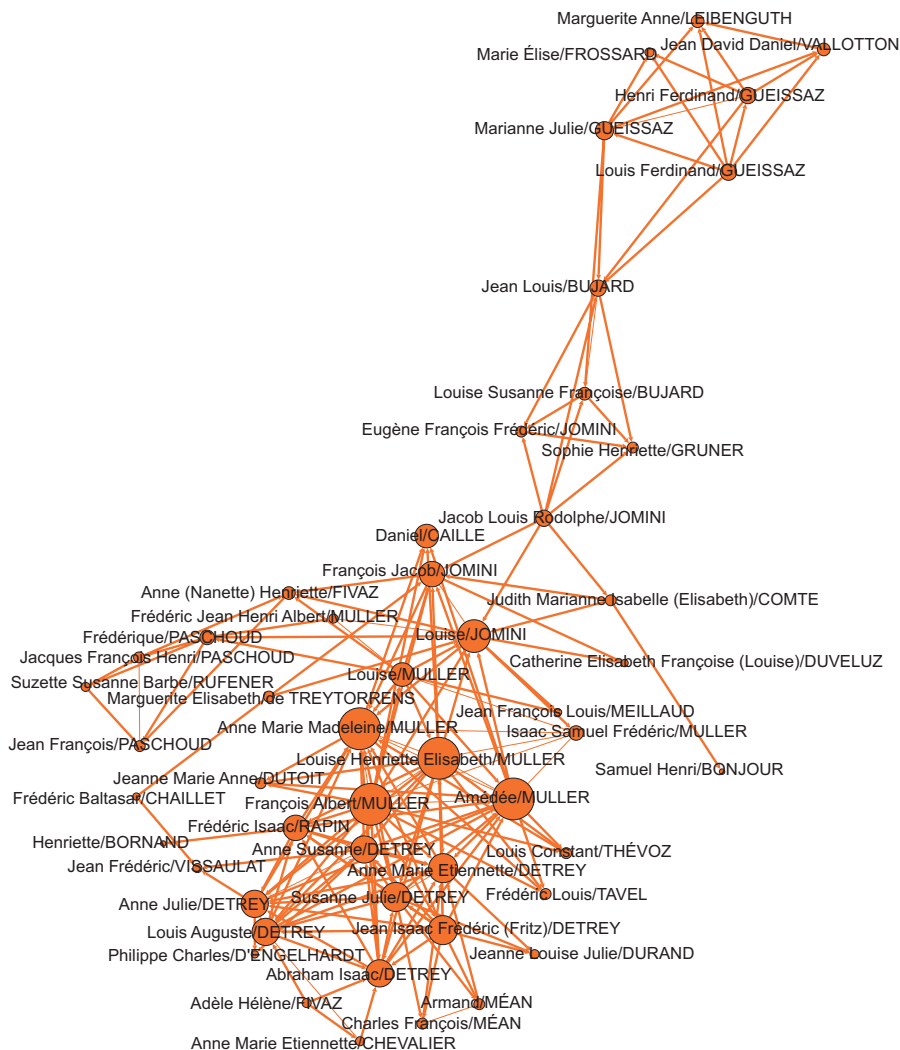 Marguerite Anne/LEIBENGUTH
Jean David Daniel/VALLOTTON
Marie Élise/FROSSARD
Henri Ferdinand/GUEISSAZ
Marianne Julie/GUEISSAZ
Louis Ferdinand/GUEISSAZ
Jean Louis/BUJARD
Louise Susanne Françoise/BUJARD
Eugène François Frédéric/JOMINI
Sophie Henriette/GRUNER
Jacob Louis Rodolphe/JOMINI
Daniel/CAILLE
François Jacob/JOMINI
Anne (Nanette) Henriette/FIVAZ
Judith Marianne Isabelle (Elisabeth)/COMTE
Frédéric Jean Henri Albert/MULLER
Frédérique/PASCHOUD
Louise/JOMINI
Jacques François Henri/PASCHOUD
Catherine Elisabeth Françoise (Louise)/DUVELUZ
Louise/MULLER
Suzette Susanne Barbe/RUFENER
Marguerite Elisabeth/de TREYTORRENS
Jean François Louis/MEILLAUD
Anne Marie Madeleine/MULLER
Isaac Samuel Frédéric/MULLER
Jean François/PASCHOUD
Louise Henriette Elisabeth/MULLER
Samuel Henri/BONJOUR
Jeanne Marie Anne/DUTOIT
Frédéric Baltasar/CHAILLET
François Albert/MULLER
Amédée/MULLER
Frédéric Isaac/RAPIN
Henriette/BORNAND
Anne Susanne/DETREY
Louis Constant/THÉVOZ
Jean Frédéric/VISSAULAT
Anne Marie Etiennette/DETREY
Frédéric Louis/TAVEL
Susanne Julie/DETREY
Anne Julie/DETREY
Louis Auguste/DETREY
Jean Isaac Frédéric (Fritz)/DETREY
Philippe Charles/D'ENGELHARDT
Jeanne Louise Julie/DURAND
Abraham Isaac/DETREY
Adèle Hélène/FIVAZ
Armand/MÉAN
Charles François/MÉAN
Anne Marie Etiennette/CHEVALIER